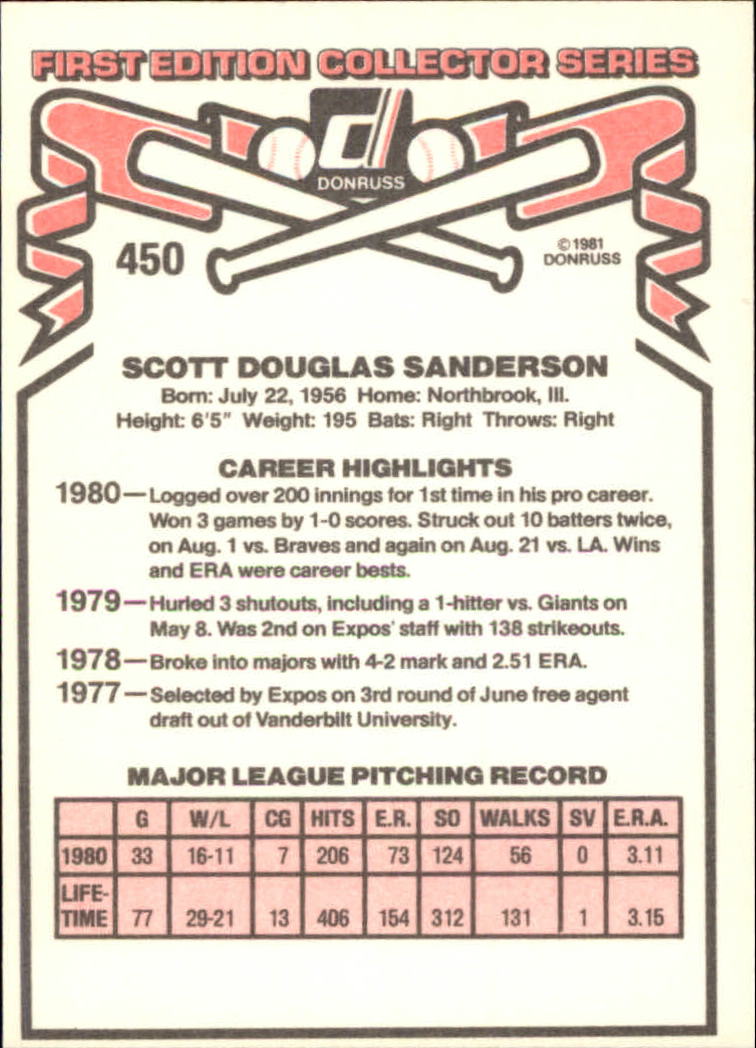 FIRST EDITION COLLECTOR SERIES
d
DONRUSS
450
©1981
DONRUSS
SCOTT DOUGLAS SANDERSON
Born: July 22, 1956 Home: Northbrook, Ill.
Height: 6'5" Weight: 195 Bats: Right Throws: Right
CAREER HIGHLIGHTS
1980—Logged over 200 innings for 1st time in his pro career.
Won 3 games by 1-0 scores. Struck out 10 batters twice,
on Aug. 1 vs. Braves and again on Aug. 21 vs. LA. Wins
and ERA were career bests.
1979—Hurled 3 shutouts, including a 1-hitter vs. Giants on
May 8. Was 2nd on Expos' staff with 138 strikeouts.
1978—Broke into majors with 4-2 mark and 2.51 ERA.
1977—Selected by Expos on 3rd round of June free agent
draft out of Vanderbilt University.
MAJOR LEAGUE PITCHING RECORD
G W/L CG HITS E.R. SO WALKS SV E.R.A.
1980 33 16-11 7 206 73 124 56 0 3.11
LIFE-
TIME 77 29-21 13 406 154 312 131 1 3.15